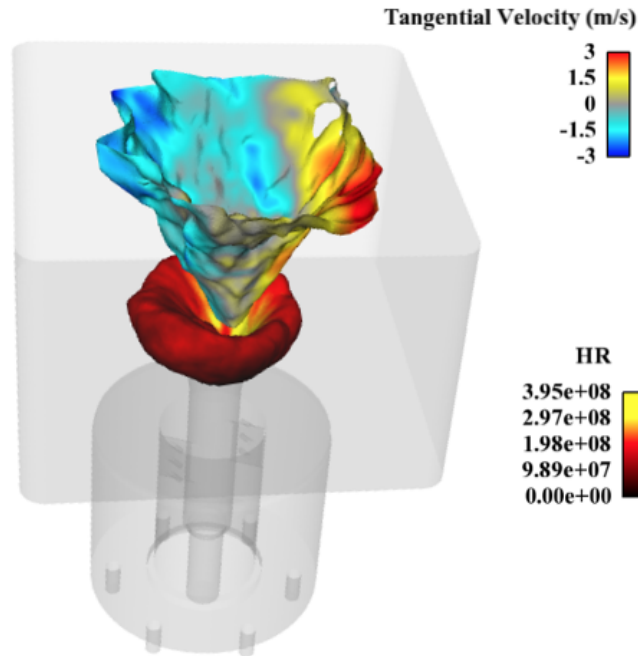 Tangential Velocity (m/s)
3
1.5
0
-1.5
-3
HR
3.95e+08
2.97e+08
1.98e+08
9.89e+07
0.00e+00